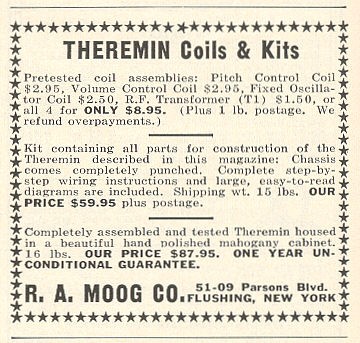 THEREMIN Coils & Kits
Pretested coil assemblies: Pitch Control Coil
$2.95, Volume Control Coil $2.95, Fixed Oscilla-
tor Coil $2.50, R.F. Transformer (T1) $1.50, or
all 4 for ONLY $8.95. (Plus 1 lb. postage. We
refund overpayments.)
Kit containing all parts for construction of the
Theremin described in this magazine: Chassis
comes completely punched. Complete step-by-
step wiring instructions and large, easy-to-read
diagrams are included. Shipping wt. 15 lbs. OUR
PRICE $59.95 plus postage.
Completely assembled and tested Theremin housed
in a beautiful hand polished mahogany cabinet.
16 lbs. OUR PRICE $87.95. ONE YEAR UN-
CONDITIONAL GUARANTEE.
R. A. MOOG CO. 51-09 Parsons Blvd.
FLUSHING, NEW YORK